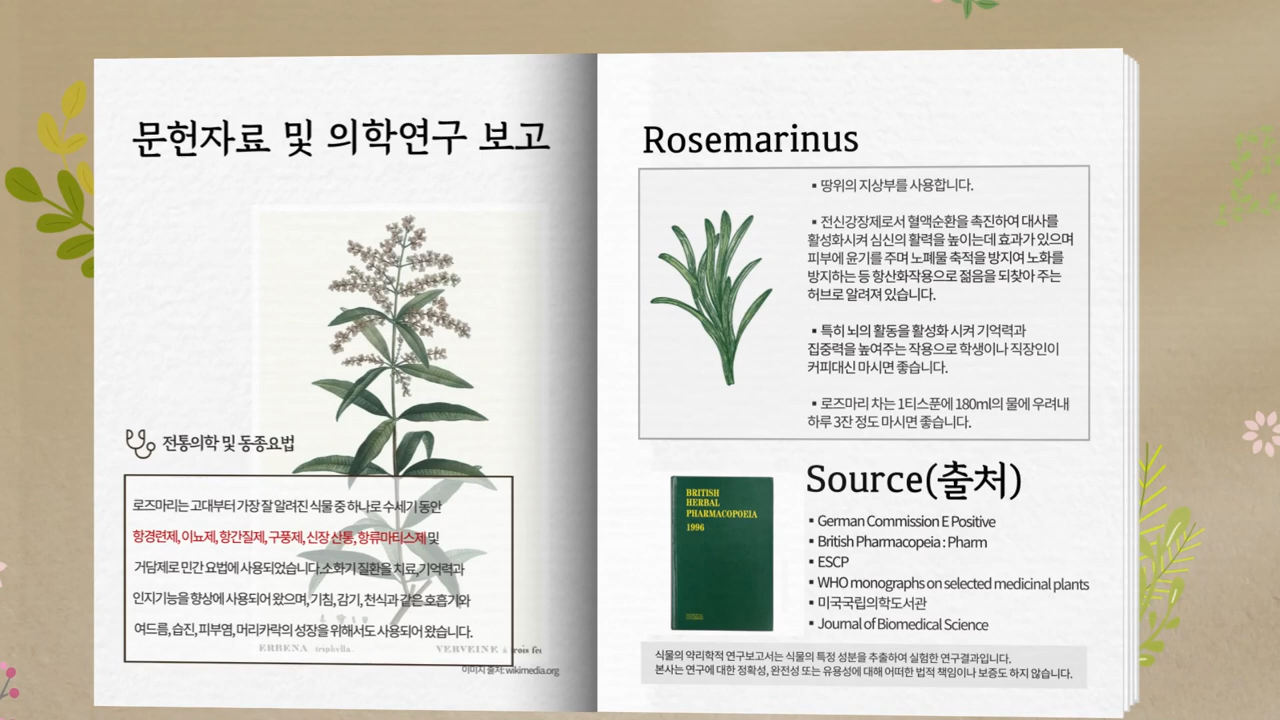 문헌자료 및 의학연구 보고
전통의학 및 동종요법
로즈마리는 고대부터 가장 잘 알려진 식물 중 하나로 수세기 동안
항경련제, 이뇨제, 항간질제, 구풍제, 신장 산통, 항류마티스제 및
거담제로 민간 요법에 사용되었습니다.소화기 질환을 치료,기억력과
인지기능을 향상에 사용되어 왔으며, 기침, 감기, 천식과 같은 호흡기와
여드름, 습진, 피부염, 머리카락의 성장을 위해서도 사용되어 왔습니다.
ERBENA triphylla.
VERVEINE à trois feu
이미지 출처: wikimedia.org
Rosemarinus
▪ 땅위의 지상부를 사용합니다.
▪ 전신강장제로서 혈액순환을 촉진하여 대사를
활성화시켜 심신의 활력을 높이는데 효과가 있으며
피부에 윤기를 주며 노폐물 축적을 방지여 노화를
방지하는 등 항산화작용으로 젊음을 되찾아 주는
허브로 알려져 있습니다.
▪ 특히 뇌의 활동을 활성화 시켜 기억력과
집중력을 높여주는 작용으로 학생이나 직장인이
커피대신 마시면 좋습니다.
▪ 로즈마리 차는 1티스푼에 180ml의 물에 우려내
하루 3잔 정도 마시면 좋습니다.
BRITISH
HERBAL
PHARMACOPOEIA
1996
Source(출처)
▪ German Commission E Positive
▪ British Pharmacopeia : Pharm
▪ ESCP
▪ WHO monographs on selected medicinal plants
▪ 미국국립의학도서관
▪ Journal of Biomedical Science
식물의 약리학적 연구보고서는 식물의 특정 성분을 추출하여 실험한 연구결과입니다.
본사는 연구에 대한 정확성, 완전성 또는 유용성에 대해 어떠한 법적 책임이나 보증도 하지 않습니다.